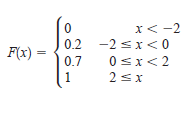 0 x < −2
0.2 −2 ≤ x < 0
F(x) =
0.7 0 ≤ x < 2
1 2 ≤ x